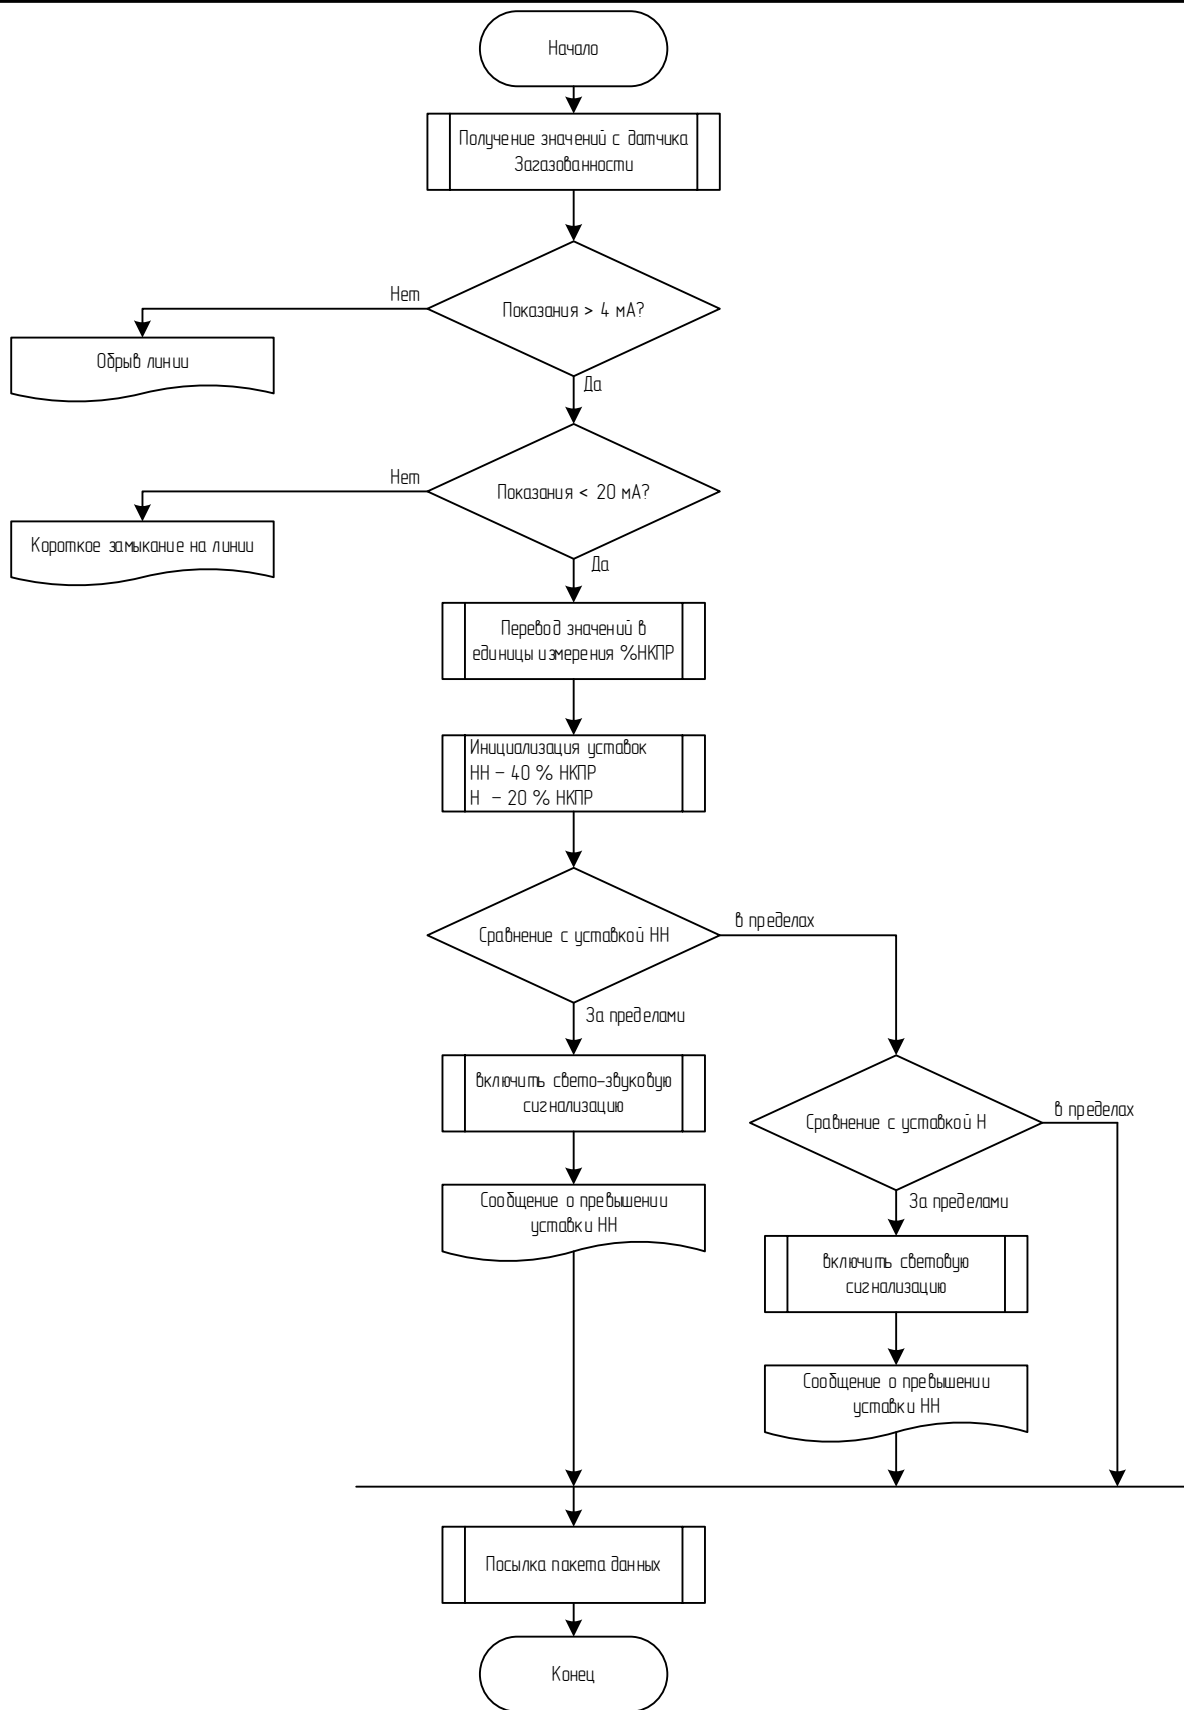 Начало
Получение значений с датчика
Загазованности
Показания > 4 мА?
Нет
Обрыв линии
Да
Показания < 20 мА?
Нет
Короткое замыкание на линии
Да
Перевод значений в
единицы измерения %НКПР
Инициализация уставок
НН – 40 % НКПР
Н – 20 % НКПР
Сравнение с уставкой НН
в пределах
За пределами
включить свето-звуковую
сигнализацию
Сообщение о превышении
уставки НН
Сравнение с уставкой Н
в пределах
За пределами
включить световую
сигнализацию
Сообщение о превышении
уставки НН
Посылка пакета данных
Конец